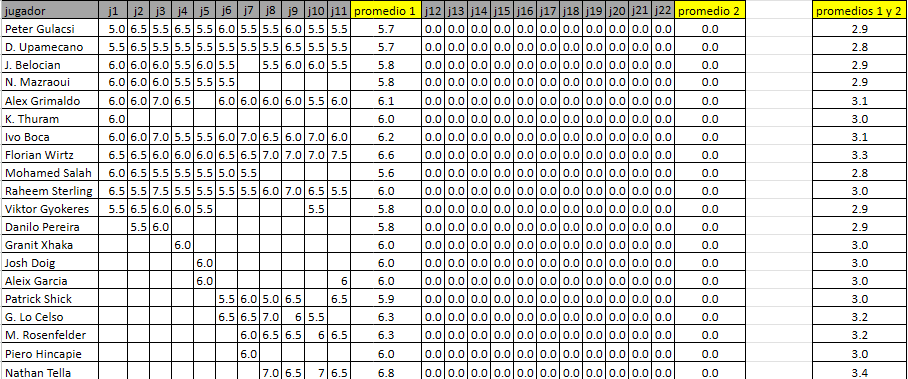 jugador j1 j2 j3 j4 j5 j6 j7 j8 j9 j10 j11 promedio 1 j12 j13 j14 j15 j16 j17 j18 j19 j20 j21 j22 promedio 2 promedios 1 y 2
Peter Gulacsi 5.0 6.5 5.5 6.5 5.5 6.0 5.5 5.5 6.0 5.5 5.5 5.7 0.0 0.0 0.0 0.0 0.0 0.0 0.0 0.0 0.0 0.0 0.0 0.0 2.9
D. Upamecano 5.5 6.5 5.5 5.5 5.5 5.5 5.5 5.5 5.5 5.5 5.5 5.7 0.0 0.0 0.0 0.0 0.0 0.0 0.0 0.0 0.0 0.0 0.0 0.0 2.8
J. Belocian 6.0 6.0 6.0 5.5 6.0 5.5 5.5 6.0 6.0 5.5 5.8 0.0 0.0 0.0 0.0 0.0 0.0 0.0 0.0 0.0 0.0 0.0 0.0 2.9
N. Mazraoui 6.0 6.0 6.0 5.5 5.5 5.5 5.8 0.0 0.0 0.0 0.0 0.0 0.0 0.0 0.0 0.0 0.0 0.0 0.0 2.9
Alex Grimaldo 6.0 6.0 7.0 6.5 6.0 6.0 6.0 6.0 5.5 6.0 6.1 0.0 0.0 0.0 0.0 0.0 0.0 0.0 0.0 0.0 0.0 0.0 0.0 3.1
K. Thuram 6.0 6.0 0.0 0.0 0.0 0.0 0.0 0.0 0.0 0.0 0.0 0.0 0.0 0.0 3.0
Ivo Boca 6.0 6.0 7.0 5.5 5.5 6.0 7.0 6.5 6.0 7.0 6.0 6.2 0.0 0.0 0.0 0.0 0.0 0.0 0.0 0.0 0.0 0.0 0.0 0.0 3.1
Florian Wirtz 6.5 6.5 6.0 6.0 6.0 6.5 6.5 7.0 7.0 7.0 7.5 6.6 0.0 0.0 0.0 0.0 0.0 0.0 0.0 0.0 0.0 0.0 0.0 0.0 3.3
Mohamed Salah 6.0 6.5 5.5 5.5 5.5 5.0 5.5 5.6 0.0 0.0 0.0 0.0 0.0 0.0 0.0 0.0 0.0 0.0 0.0 0.0 2.8
Raheem Sterling 6.5 5.5 7.5 5.5 5.5 5.5 5.5 6.0 7.0 6.5 5.5 6.0 0.0 0.0 0.0 0.0 0.0 0.0 0.0 0.0 0.0 0.0 0.0 0.0 3.0
Viktor Gyokeres 5.5 6.5 6.0 6.0 5.5 5.5 5.8 0.0 0.0 0.0 0.0 0.0 0.0 0.0 0.0 0.0 0.0 0.0 0.0 2.9
Danilo Pereira 5.5 6.0 5.8 0.0 0.0 0.0 0.0 0.0 0.0 0.0 0.0 0.0 0.0 0.0 0.0 2.9
Granit Xhaka 6.0 6.0 0.0 0.0 0.0 0.0 0.0 0.0 0.0 0.0 0.0 0.0 0.0 0.0 3.0
Josh Doig 6.0 6.0 0.0 0.0 0.0 0.0 0.0 0.0 0.0 0.0 0.0 0.0 0.0 0.0 3.0
Aleix Garcia 6.0 6 6.0 0.0 0.0 0.0 0.0 0.0 0.0 0.0 0.0 0.0 0.0 0.0 0.0 3.0
Patrick Shick 5.5 6.0 5.0 6.5 6.5 5.9 0.0 0.0 0.0 0.0 0.0 0.0 0.0 0.0 0.0 0.0 0.0 0.0 3.0
G. Lo Celso 6.5 6.5 7.0 6 5.5 6.3 0.0 0.0 0.0 0.0 0.0 0.0 0.0 0.0 0.0 0.0 0.0 0.0 3.2
M. Rosenfelder 6.0 6.5 6.5 6 6.5 6.3 0.0 0.0 0.0 0.0 0.0 0.0 0.0 0.0 0.0 0.0 0.0 0.0 3.2
Piero Hincapie 6.0 6.0 0.0 0.0 0.0 0.0 0.0 0.0 0.0 0.0 0.0 0.0 0.0 0.0 3.0
Nathan Tella 7.0 6.5 7 6.5 6.8 0.0 0.0 0.0 0.0 0.0 0.0 0.0 0.0 0.0 0.0 0.0 0.0 3.4